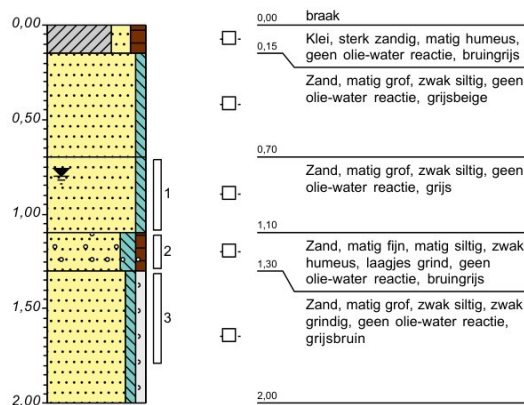 0,00
0,50
1,00
1,50
2,00
1
2
3
0,00 braak
Klei, sterk zandig, matig humeus,
geen olie-water reactie, bruingrijs
0,15
Zand, matig grof, zwak siltig, geen
olie-water reactie, grijsbeige
0,70
Zand, matig grof, zwak siltig, geen
olie-water reactie, grijs
1,10
Zand, matig fijn, matig siltig, zwak
humeus, laagjes grind, geen
olie-water reactie, bruingrijs
1,30
Zand, matig grof, zwak siltig, zwak
grindig, geen olie-water reactie,
grijsbruin
2,00